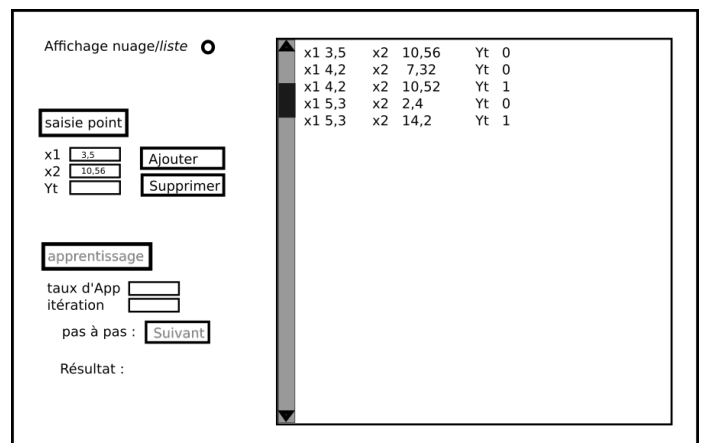 Affichage nuage/liste
saisie point
x1 3,5
x2 10,56
Yt
Ajouter
Supprimer
apprentissage
taux d'App
itération
pas à pas : Suivant
Résultat :
x1 3,5 x2 10,56 Yt 0
x1 4,2 x2 7,32 Yt 0
x1 4,2 x2 10,52 Yt 1
x1 5,3 x2 2,4 Yt 0
x1 5,3 x2 14,2 Yt 1